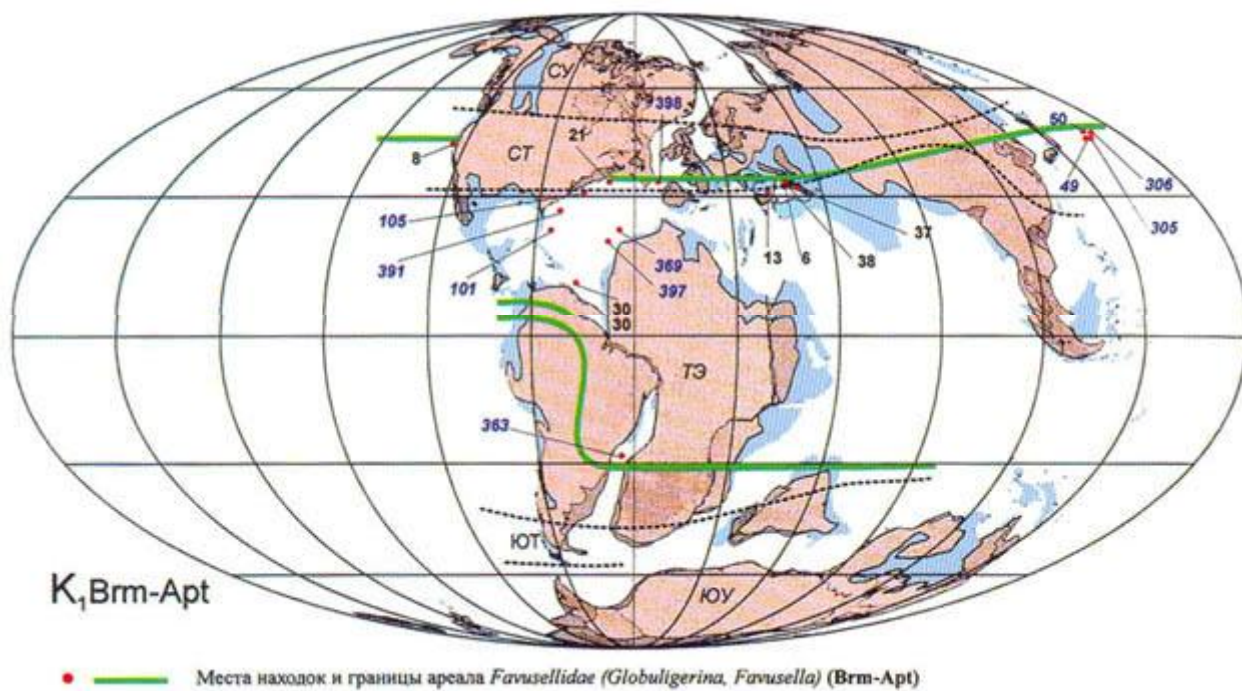 СУ
398
21
50
8
СТ
49
306
105
305
37
391
101
369
13
6
38
397
30
30
ТЭ
363
ЮТ
K₁Brm-Apt
ЮУ
Места находок и границы ареала Favusellidae (Globuligerina, Favusella) (Brm-Apt)